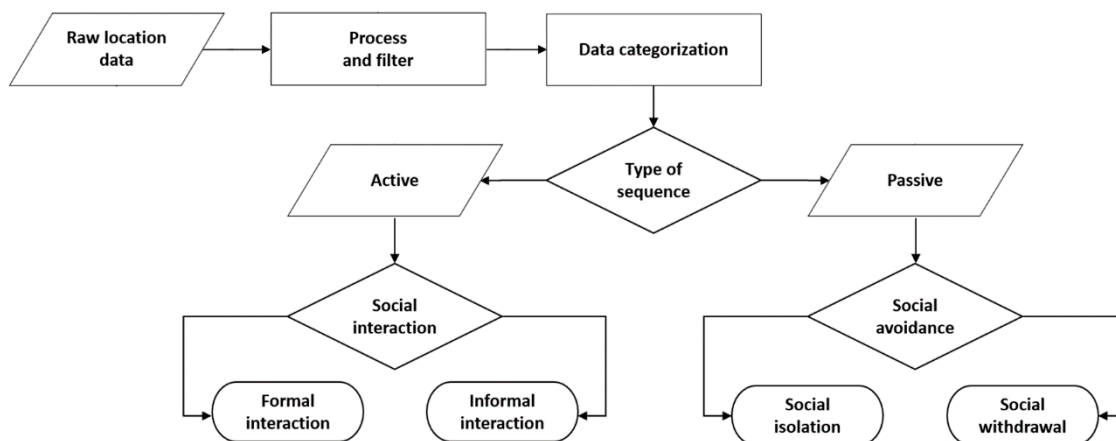 Raw location
data
Process
and filter
Data categorization
Type of
sequence
Active
Passive
Social
interaction
Social
avoidance
Formal
interaction
Informal
interaction
Social
isolation
Social
withdrawal